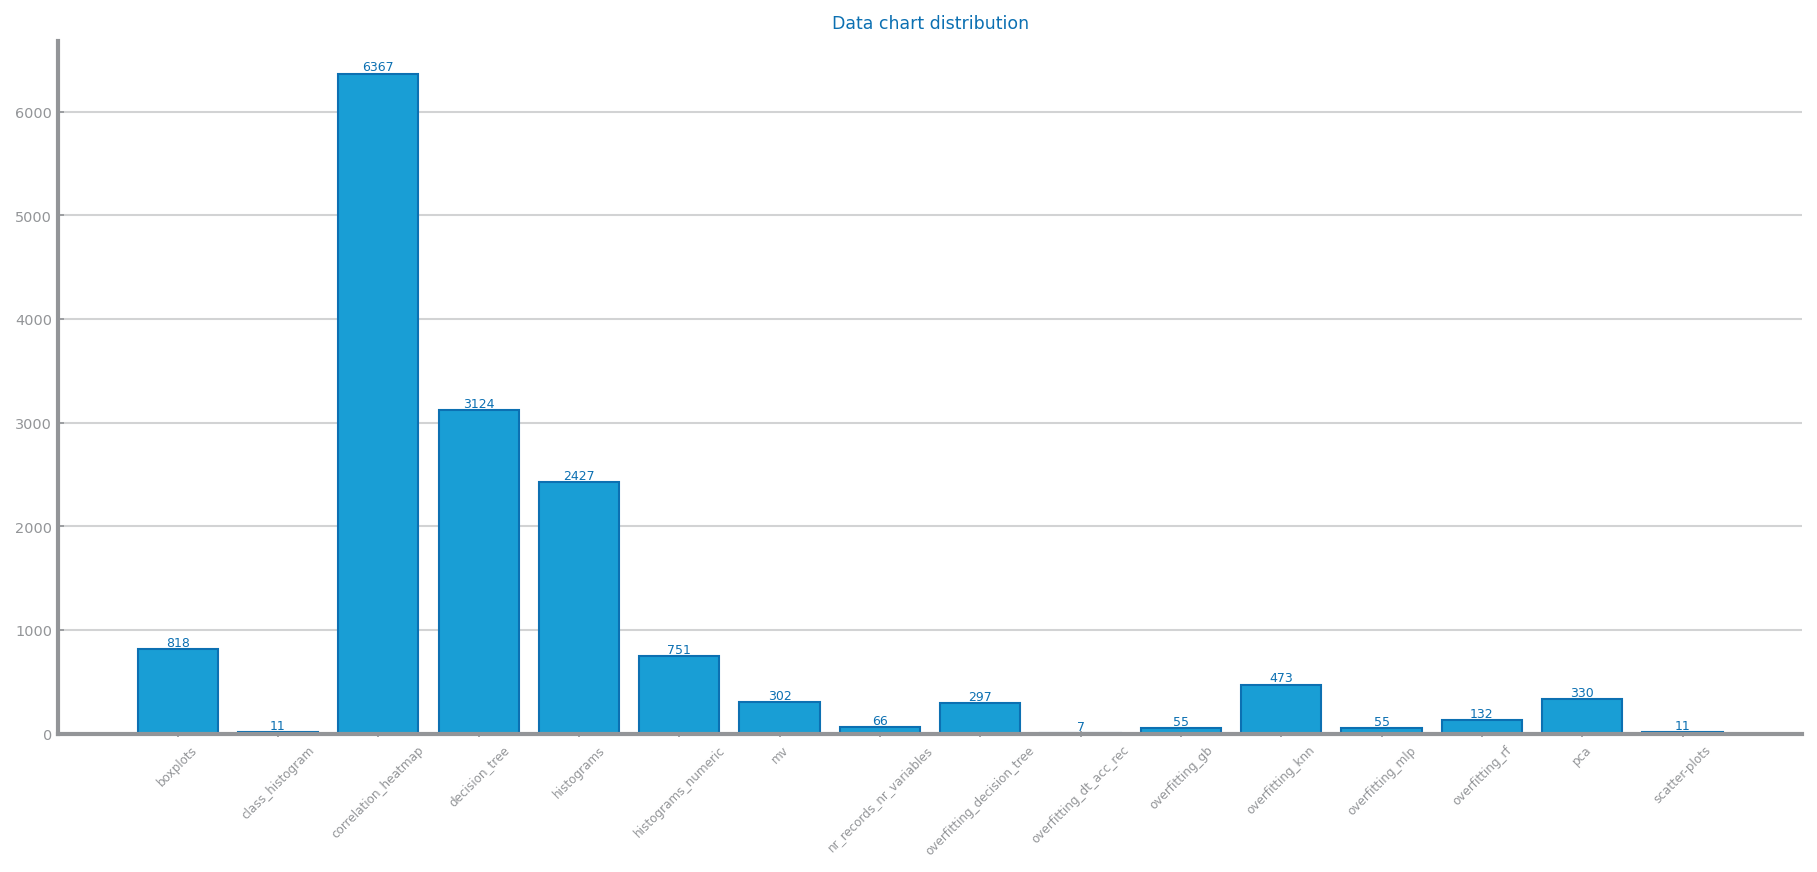 Data chart distribution
6000
5000
4000
3000
2000
1000
0
818
11
6367
3124
2427
751
302
66
297
7
55
473
55
132
330
11
boxplots
class_histogram
correlation_heatmap
decision_tree
histograms
histograms_numeric
mv
nr_records_nr_variables
overfitting_decision_tree
overfitting_dt_acc_rec
overfitting_gb
overfitting_knn
overfitting_mlp
overfitting_rf
pca
scatter-plots